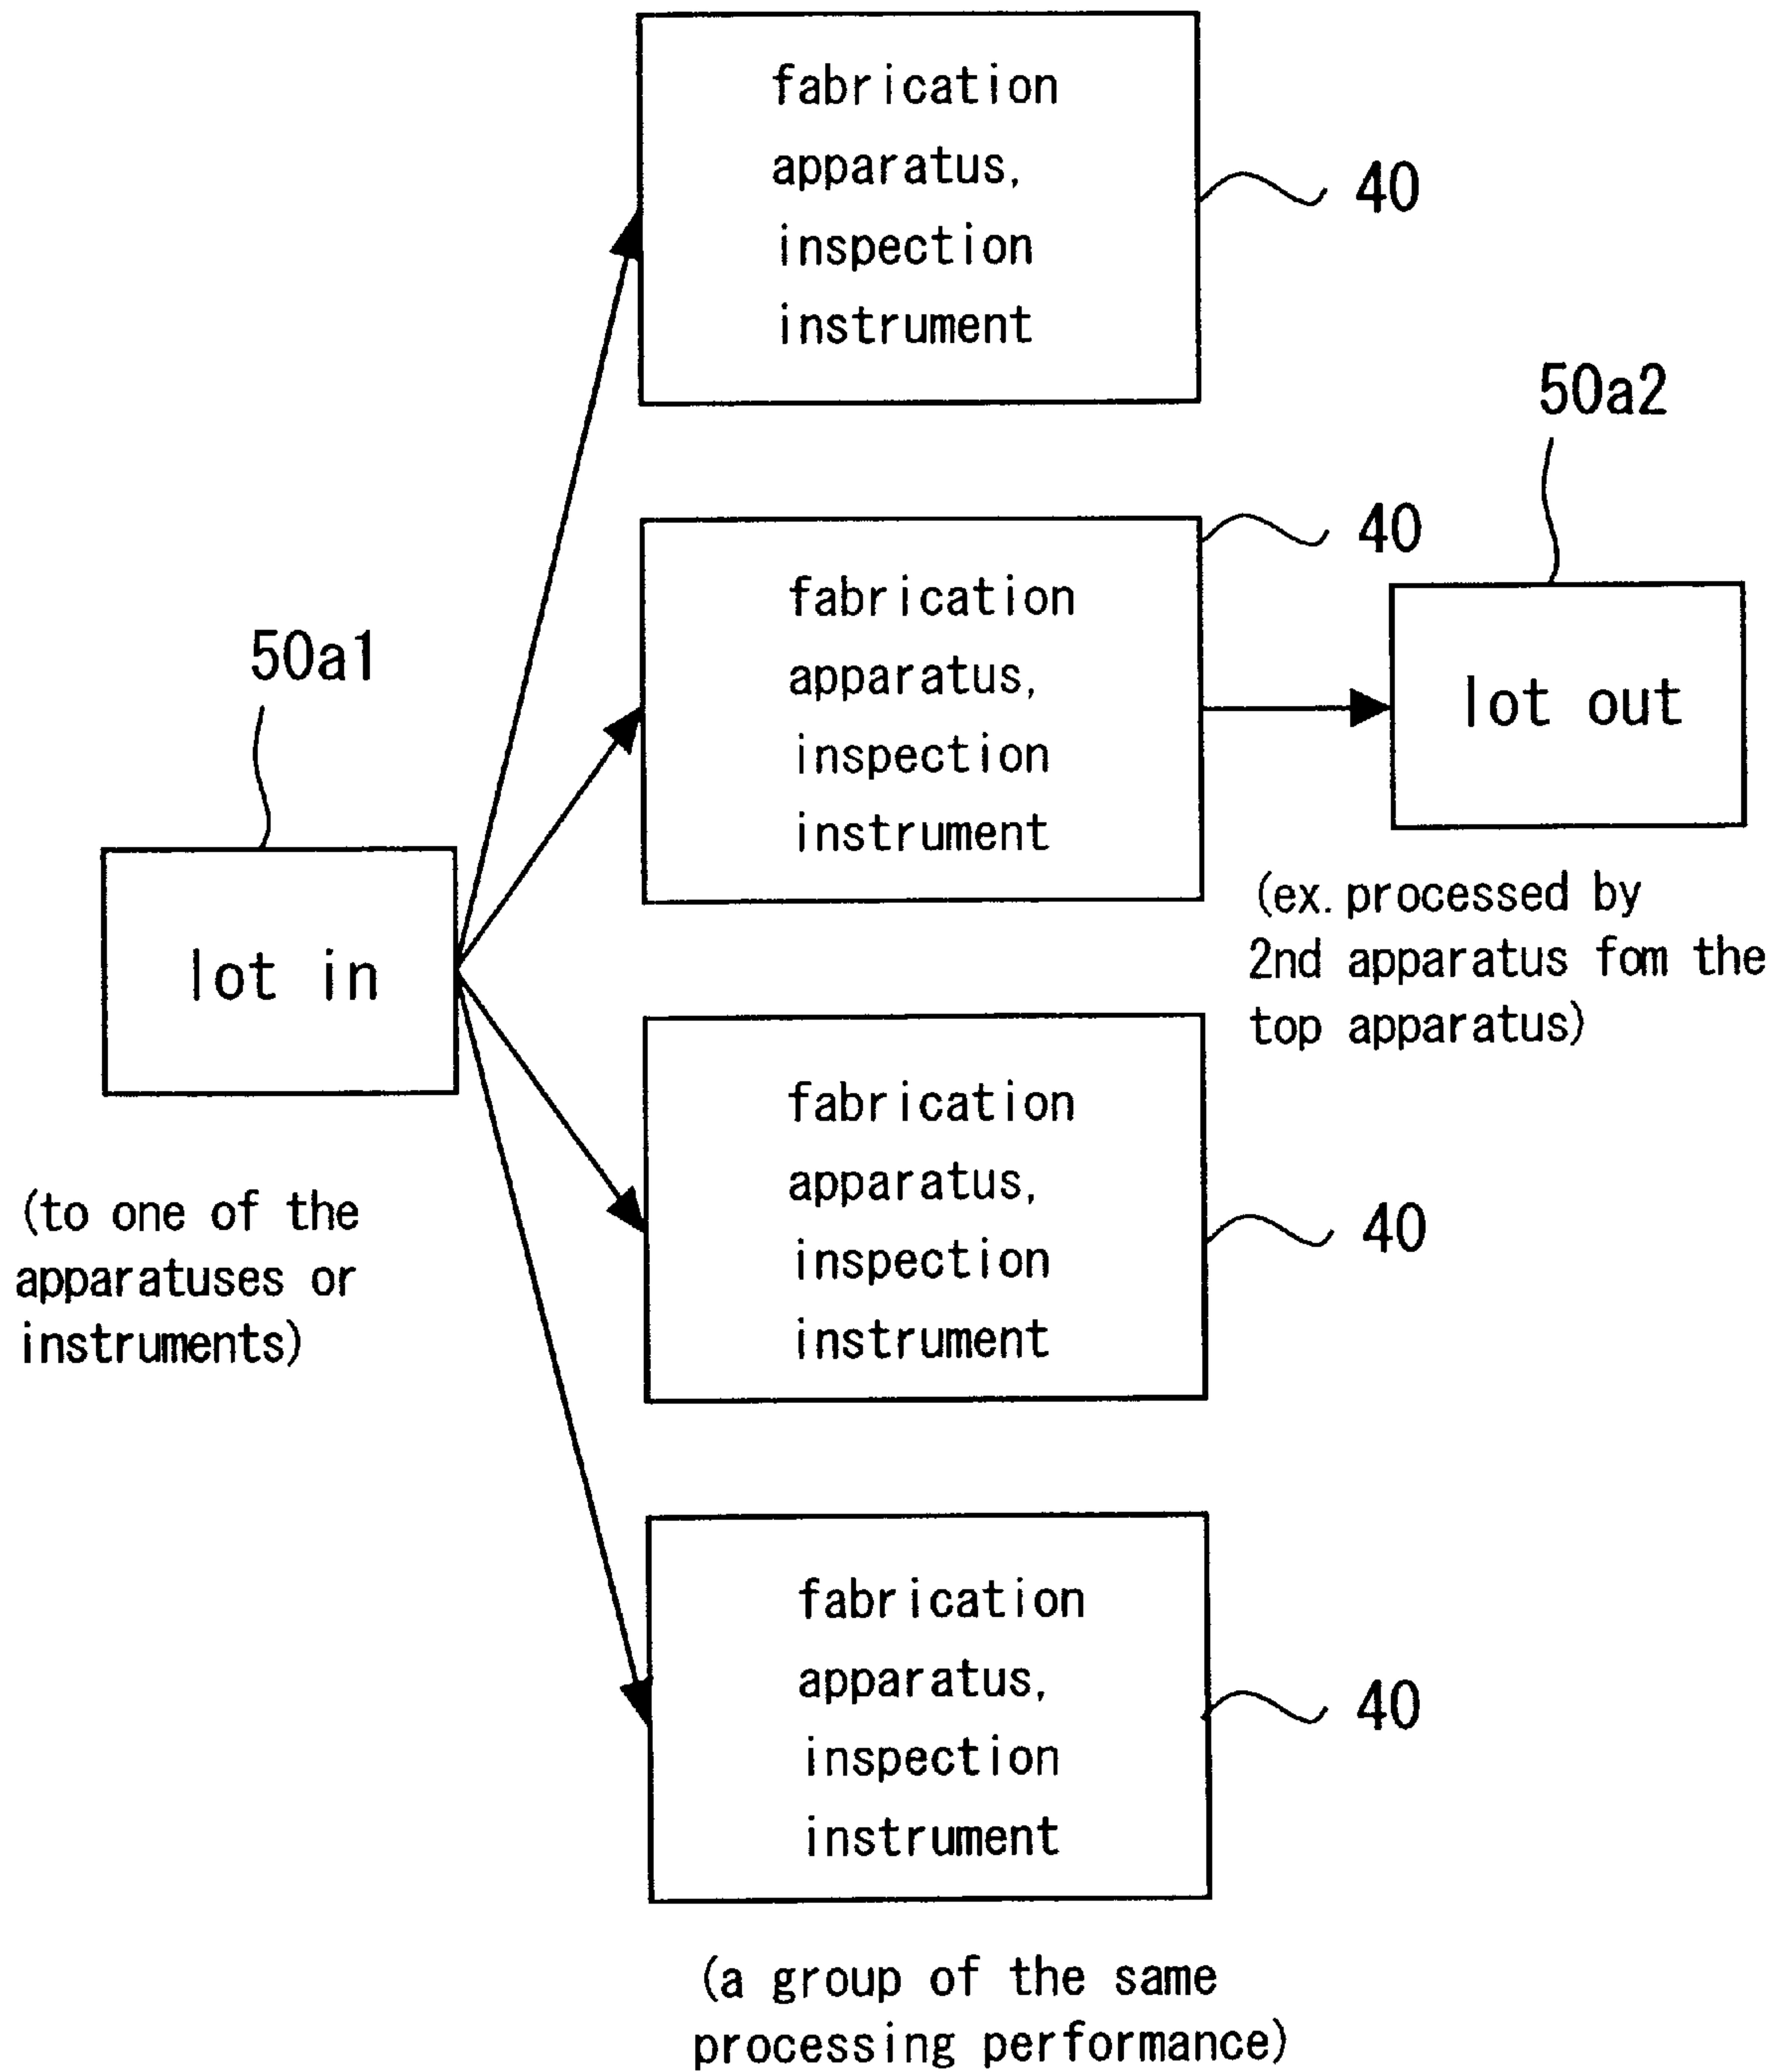 fabrication
apparatus,
inspection
instrument
40
50a2
40
fabrication
apparatus,
inspection
instrument
lot out
50a1
lot in
(ex. processed by
2nd apparatus fom the
top apparatus)
fabrication
apparatus,
inspection
instrument
40
(to one of the
apparatuses or
instruments)
fabrication
apparatus,
inspection
instrument
40
(a group of the same
processing performance)